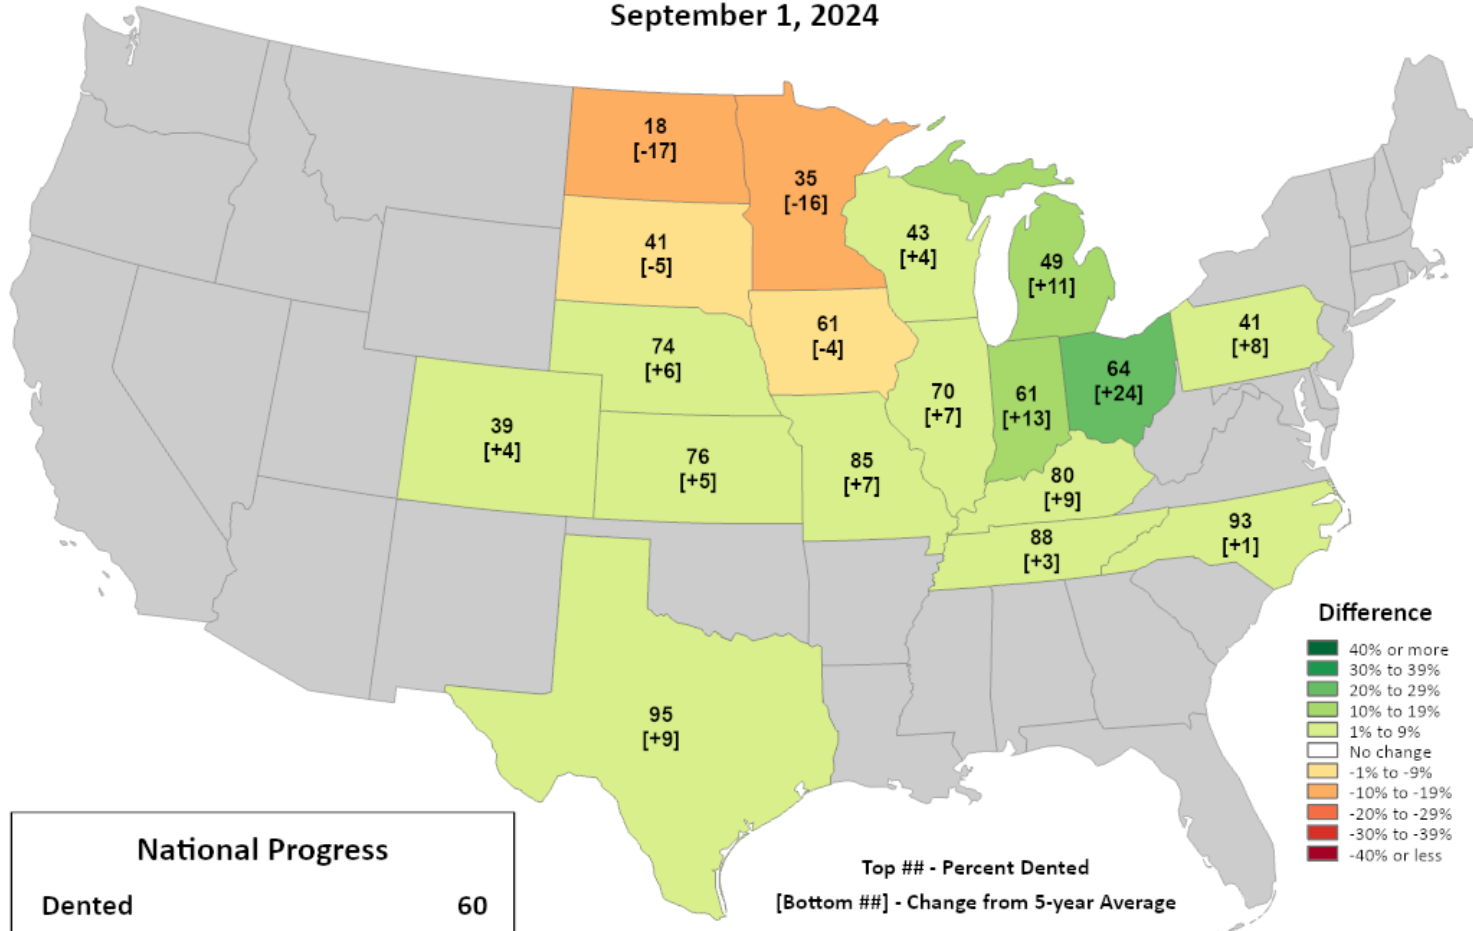 September 1, 2024
18
[-17]
35
[-16]
41
[-5]
43
[+4]
49
[+11]
61
[-4]
74
[+6]
41
[+8]
64
[+24]
70
[+7]
61
[+13]
39
[+4]
76
[+5]
85
[+7]
80
[+9]
88
[+3]
93
[+1]
95
[+9]
Difference
40% or more
30% to 39%
20% to 29%
10% to 19%
1% to 9%
No change
-1% to -9%
-10% to -19%
-20% to -29%
-30% to -39%
-40% or less
National Progress
Dented 60
Top ## - Percent Dented
[Bottom ##] - Change from 5-year Average